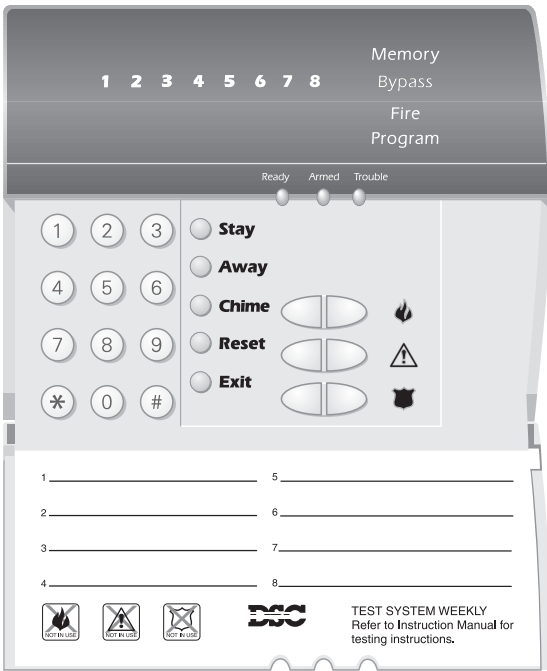 Memory
1 2 3 4 5 6 7 8 Bypass
Fire
Program
Ready Armed Trouble
1 2 3 Stay
Away
4 5 6
Chime
7 8 9 Reset
Exit
* 0 #
1 5
2 6
3 7
4 8
NOT IN USE NOT IN USE NOT IN USE
DSC
TEST SYSTEM WEEKLY
Refer to Instruction Manual for
testing instructions.